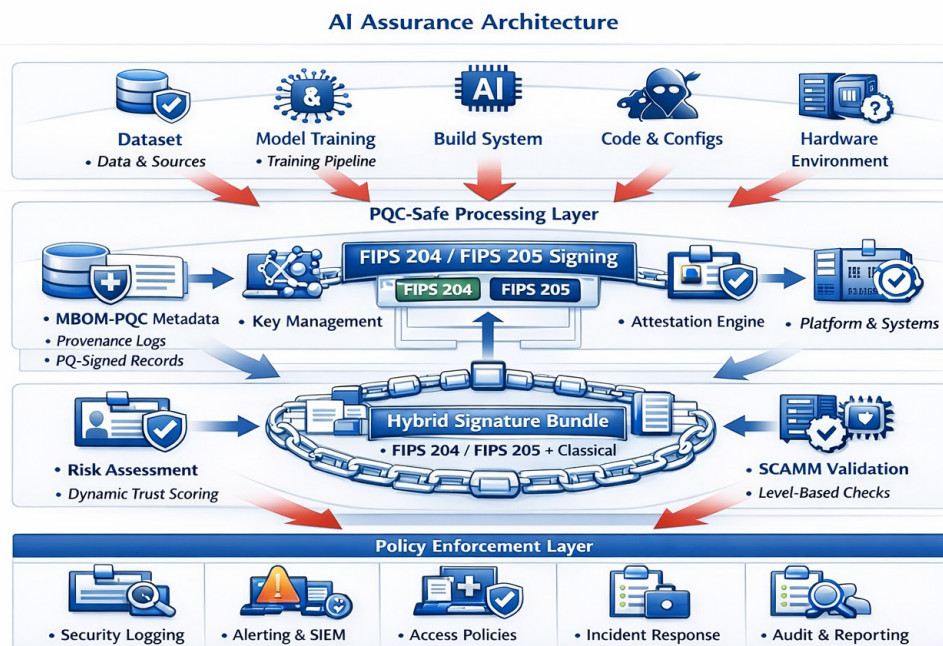 AI Assurance Architecture
&
AI
?
Dataset
Model Training
Build System
Code & Configs
Hardware
Environment
• Data & Sources
• Training Pipeline
PQC-Safe Processing Layer
FIPS 204 / FIPS 205 Signing
FIPS 204
FIPS 205
• MBOM-PQC Metadata
• Provenance Logs
• PQ-Signed Records
• Key Management
• Attestation Engine
• Platform & Systems
Hybrid Signature Bundle
• FIPS 204 / FIPS 205 + Classical
• Risk Assessment
• Dynamic Trust Scoring
• SCAMM Validation
• Level-Based Checks
Policy Enforcement Layer
• Security Logging
• Alerting & SIEM
• Access Policies
• Incident Response
• Audit & Reporting